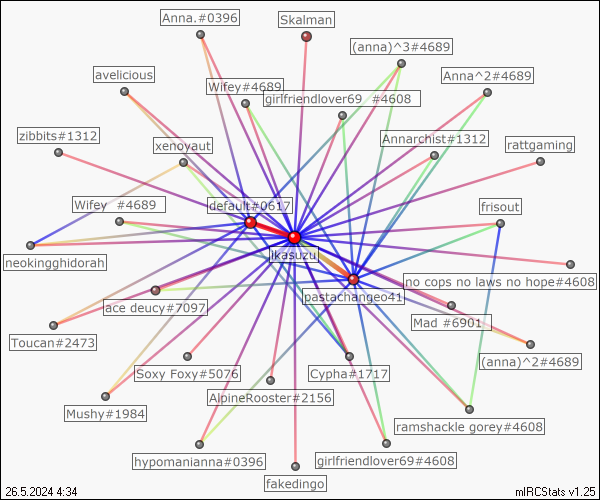 Anna.#0396
Skalman
(anna)^3#4689
avelicious
Wifey#4689
Anna^2#4689
girlfriendlover69 #4608
zibbits#1312
xenoyaut
Annarchist#1312
rattgaming
Wifey #4689
default#0617
frisout
neokingghidorah
ikasuzu
no cops no laws no hope#4608
pastachangeo41
ace deucy#7097
Mad #6901
Toucan#2473
(anna)^2#4689
Soxy Foxy#5076
Cypha#1717
AlpineRooster#2156
Mushy#1984
ramshackle gorey#4608
hypomanianna#0396
girlfriendlover69#4608
fakedingo
26.5.2024 4:34
mIRCStats v1.25